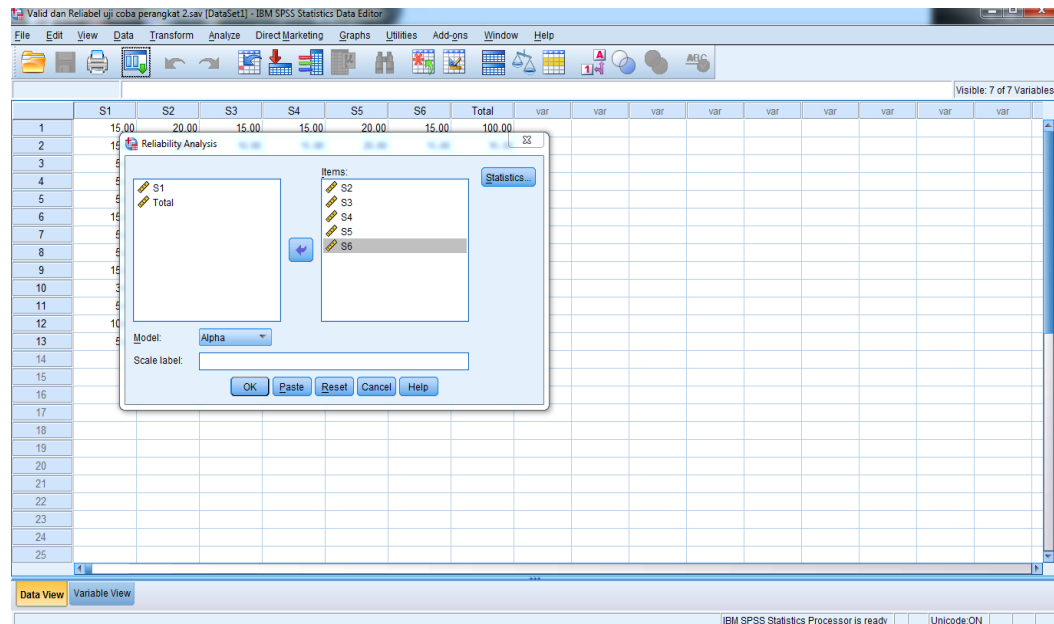 Valid dan Reliabel uji coba perangkat 2.sav [DataSet1] - IBM SPSS Statistics Data Editor
File Edit View Data Transform Analyze Direct Marketing Graphs Utilities Add-ons Window Help
Visible: 7 of 7 Variables
S1 S2 S3 S4 S5 S6 Total var var var var var var var var var
1 15.00 20.00 15.00 15.00 20.00 15.00 100.00
2
3
4
5
6
7
8
9
10
11
12
13
14
15
16
17
18
19
20
21
22
23
24
25
Reliability Analysis
Items:
Statistics...
S1
Total
S2
S3
S4
S5
S6
Model: Alpha
Scale label:
OK Paste Reset Cancel Help
Data View Variable View
IBM SPSS Statistics Processor is ready Unicode:ON